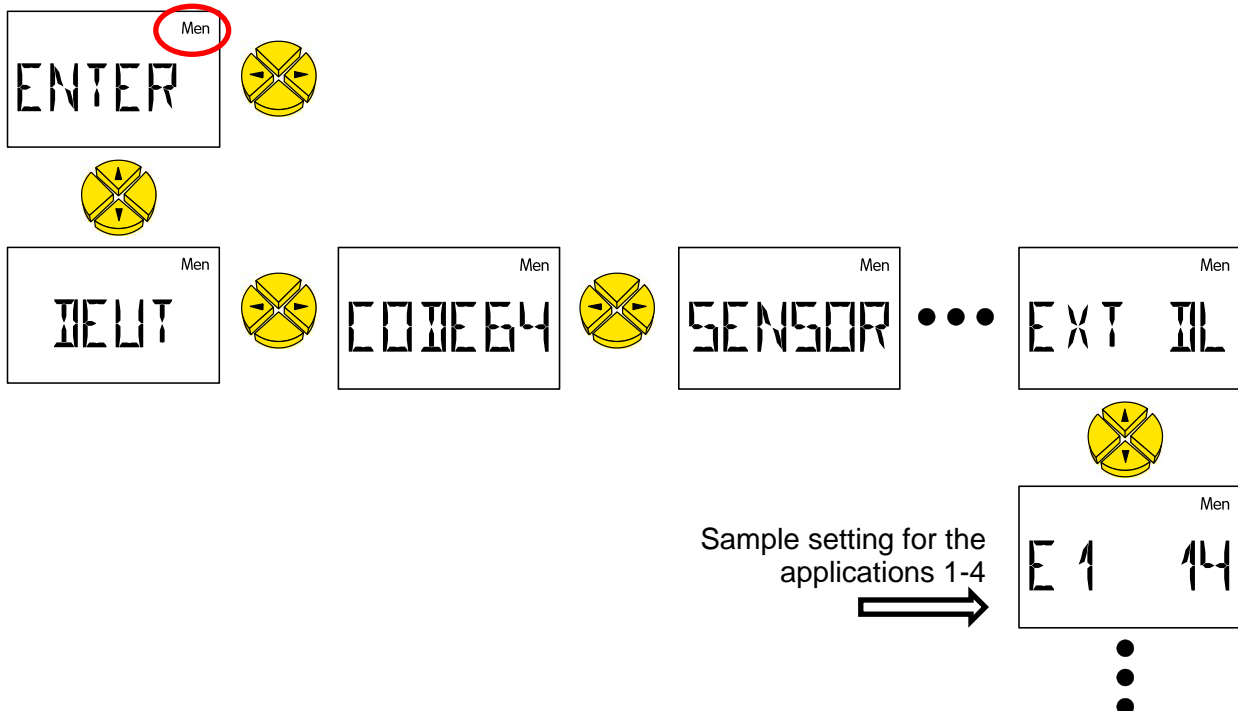 Men
ENTER
Men
DEUT
Men
CODE64
Men
SENSOR
Men
EXT DL
Sample setting for the
applications 1-4
Men
E1 14